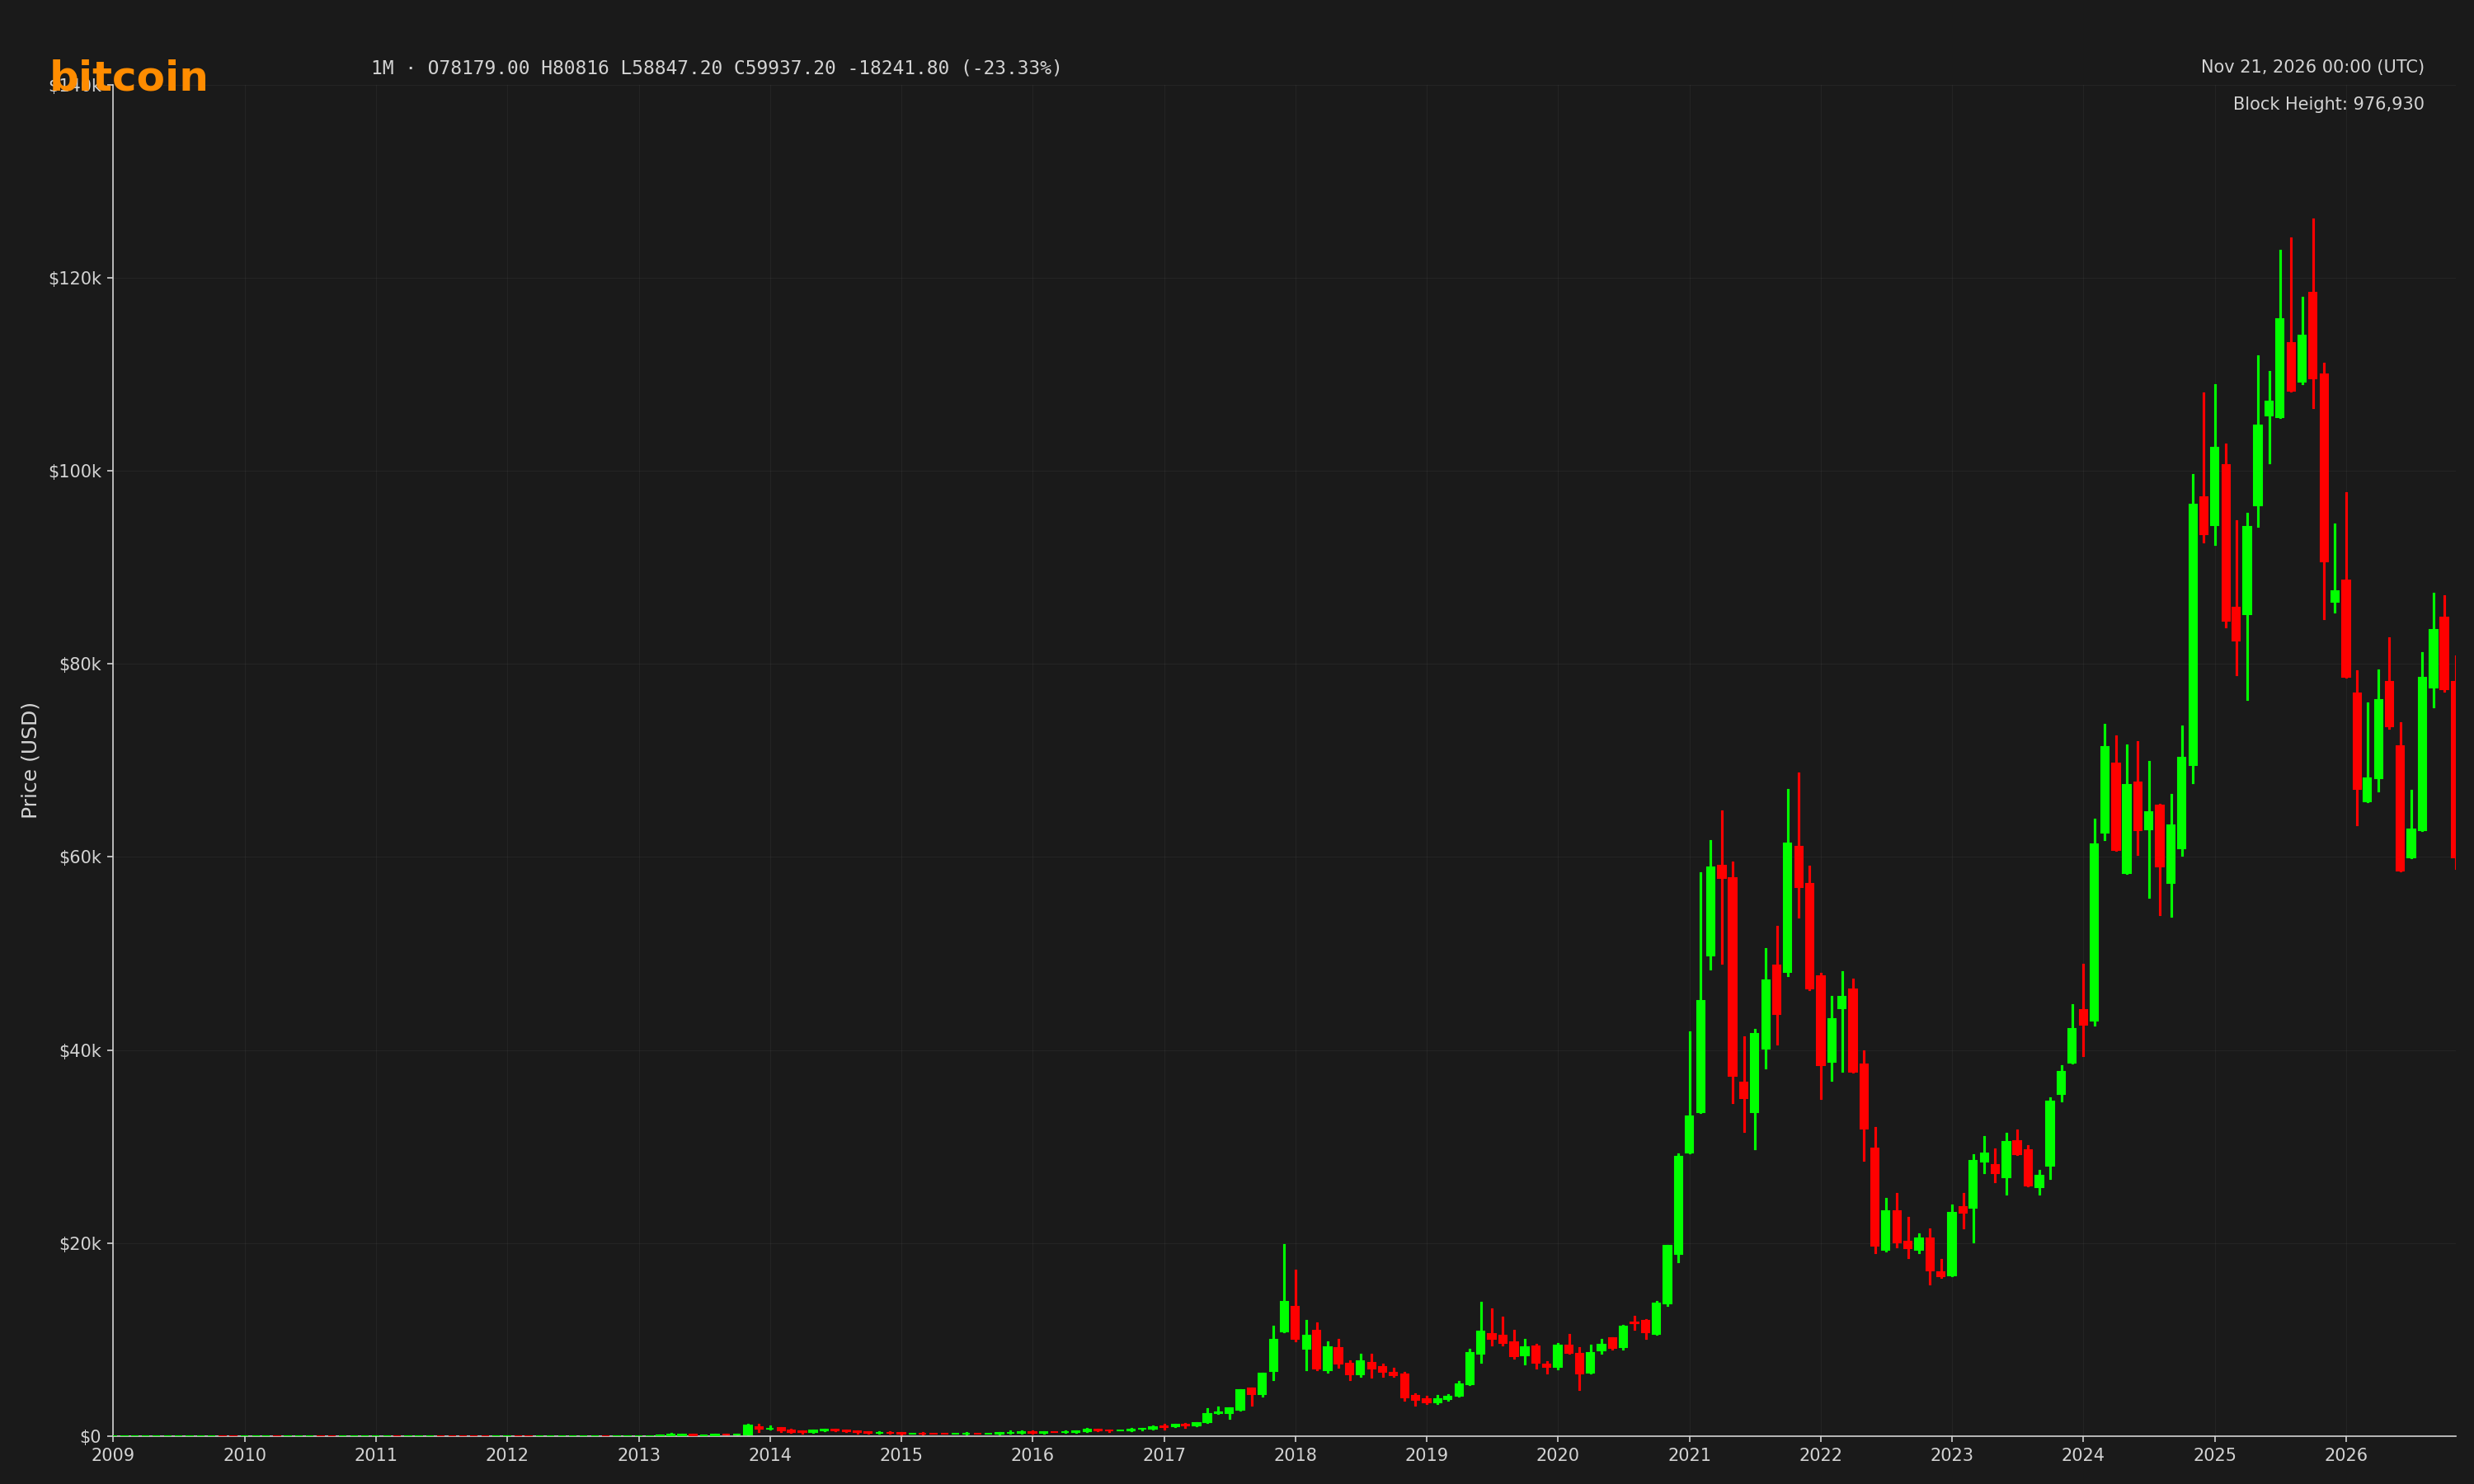 bitcoin
1M · O78179.00 H80816 L58847.20 C59937.20 -18241.80 (-23.33%)
Nov 21, 2026 00:00 (UTC)
Block Height: 976,930
$140k
$120k
$100k
$80k
$60k
$40k
$20k
$0
Price (USD)
2009 2010 2011 2012 2013 2014 2015 2016 2017 2018 2019 2020 2021 2022 2023 2024 2025 2026